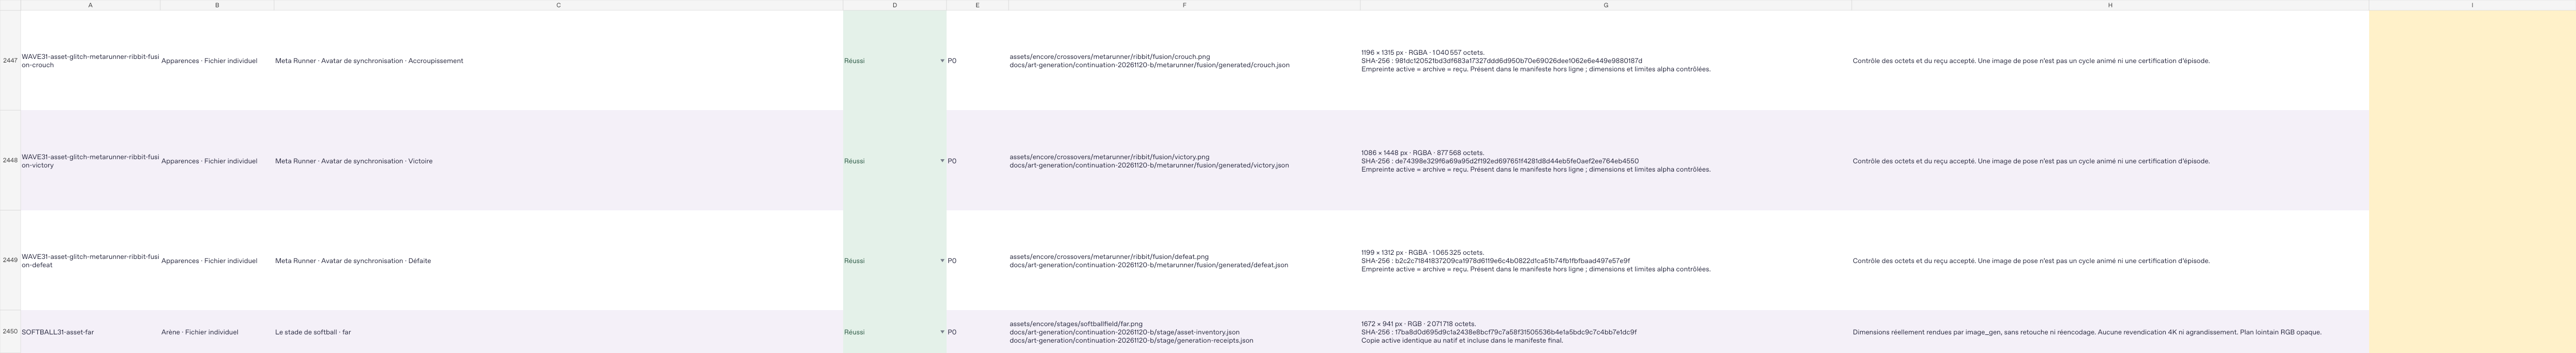 A B C D E F G H I
2447
WAVE31-asset-glitch-metarunner-ribbit-fusi
on-crouch
Apparences · Fichier individuel
Meta Runner · Avatar de synchronisation · Accroupissement
Réussi
P0
assets/encore/crossovers/metarunner/ribbit/fusion/crouch.png
docs/art-generation/continuation-20261120-b/metarunner/fusion/generated/crouch.json
1196 × 1315 px · RGBA · 1 040 557 octets.
SHA-256 : 981dc120521bd3df683a17327ddd6d950b70e69026dee1062e6e449e9880187d
Empreinte active = archive = reçu. Présent dans le manifeste hors ligne ; dimensions et limites alpha contrôlées.
Contrôle des octets et du reçu accepté. Une image de pose n’est pas un cycle animé ni une certification d’épisode.
2448
WAVE31-asset-glitch-metarunner-ribbit-fusi
on-victory
Apparences · Fichier individuel
Meta Runner · Avatar de synchronisation · Victoire
Réussi
P0
assets/encore/crossovers/metarunner/ribbit/fusion/victory.png
docs/art-generation/continuation-20261120-b/metarunner/fusion/generated/victory.json
1086 × 1448 px · RGBA · 877 568 octets.
SHA-256 : de74398e329f6a69a95d2f192ed697651f4281d8d44eb5fe0aef2ee764eb4550
Empreinte active = archive = reçu. Présent dans le manifeste hors ligne ; dimensions et limites alpha contrôlées.
Contrôle des octets et du reçu accepté. Une image de pose n’est pas un cycle animé ni une certification d’épisode.
2449
WAVE31-asset-glitch-metarunner-ribbit-fusi
on-defeat
Apparences · Fichier individuel
Meta Runner · Avatar de synchronisation · Défaite
Réussi
P0
assets/encore/crossovers/metarunner/ribbit/fusion/defeat.png
docs/art-generation/continuation-20261120-b/metarunner/fusion/generated/defeat.json
1199 × 1312 px · RGBA · 1 065 325 octets.
SHA-256 : b2c2c71841837209ca1978d6119e6c4b0822d1ca51b74fb1fbfbaad497e57e9f
Empreinte active = archive = reçu. Présent dans le manifeste hors ligne ; dimensions et limites alpha contrôlées.
Contrôle des octets et du reçu accepté. Une image de pose n’est pas un cycle animé ni une certification d’épisode.
2450
SOFTBALL31-asset-far
Arène · Fichier individuel
Le stade de softball · far
Réussi
P0
assets/encore/stages/softballfield/far.png
docs/art-generation/continuation-20261120-b/stage/asset-inventory.json
docs/art-generation/continuation-20261120-b/stage/generation-receipts.json
1672 × 941 px · RGB · 2 071 718 octets.
SHA-256 : 17ba8d0d695d9c1a2438e8bcf79c7a58f31505536b4e1a5bdc9c7c4bb7e1dc9f
Copie active identique au natif et incluse dans le manifeste final.
Dimensions réellement rendues par image_gen, sans retouche ni réencodage. Aucune revendication 4K ni agrandissement. Plan lointain RGB opaque.